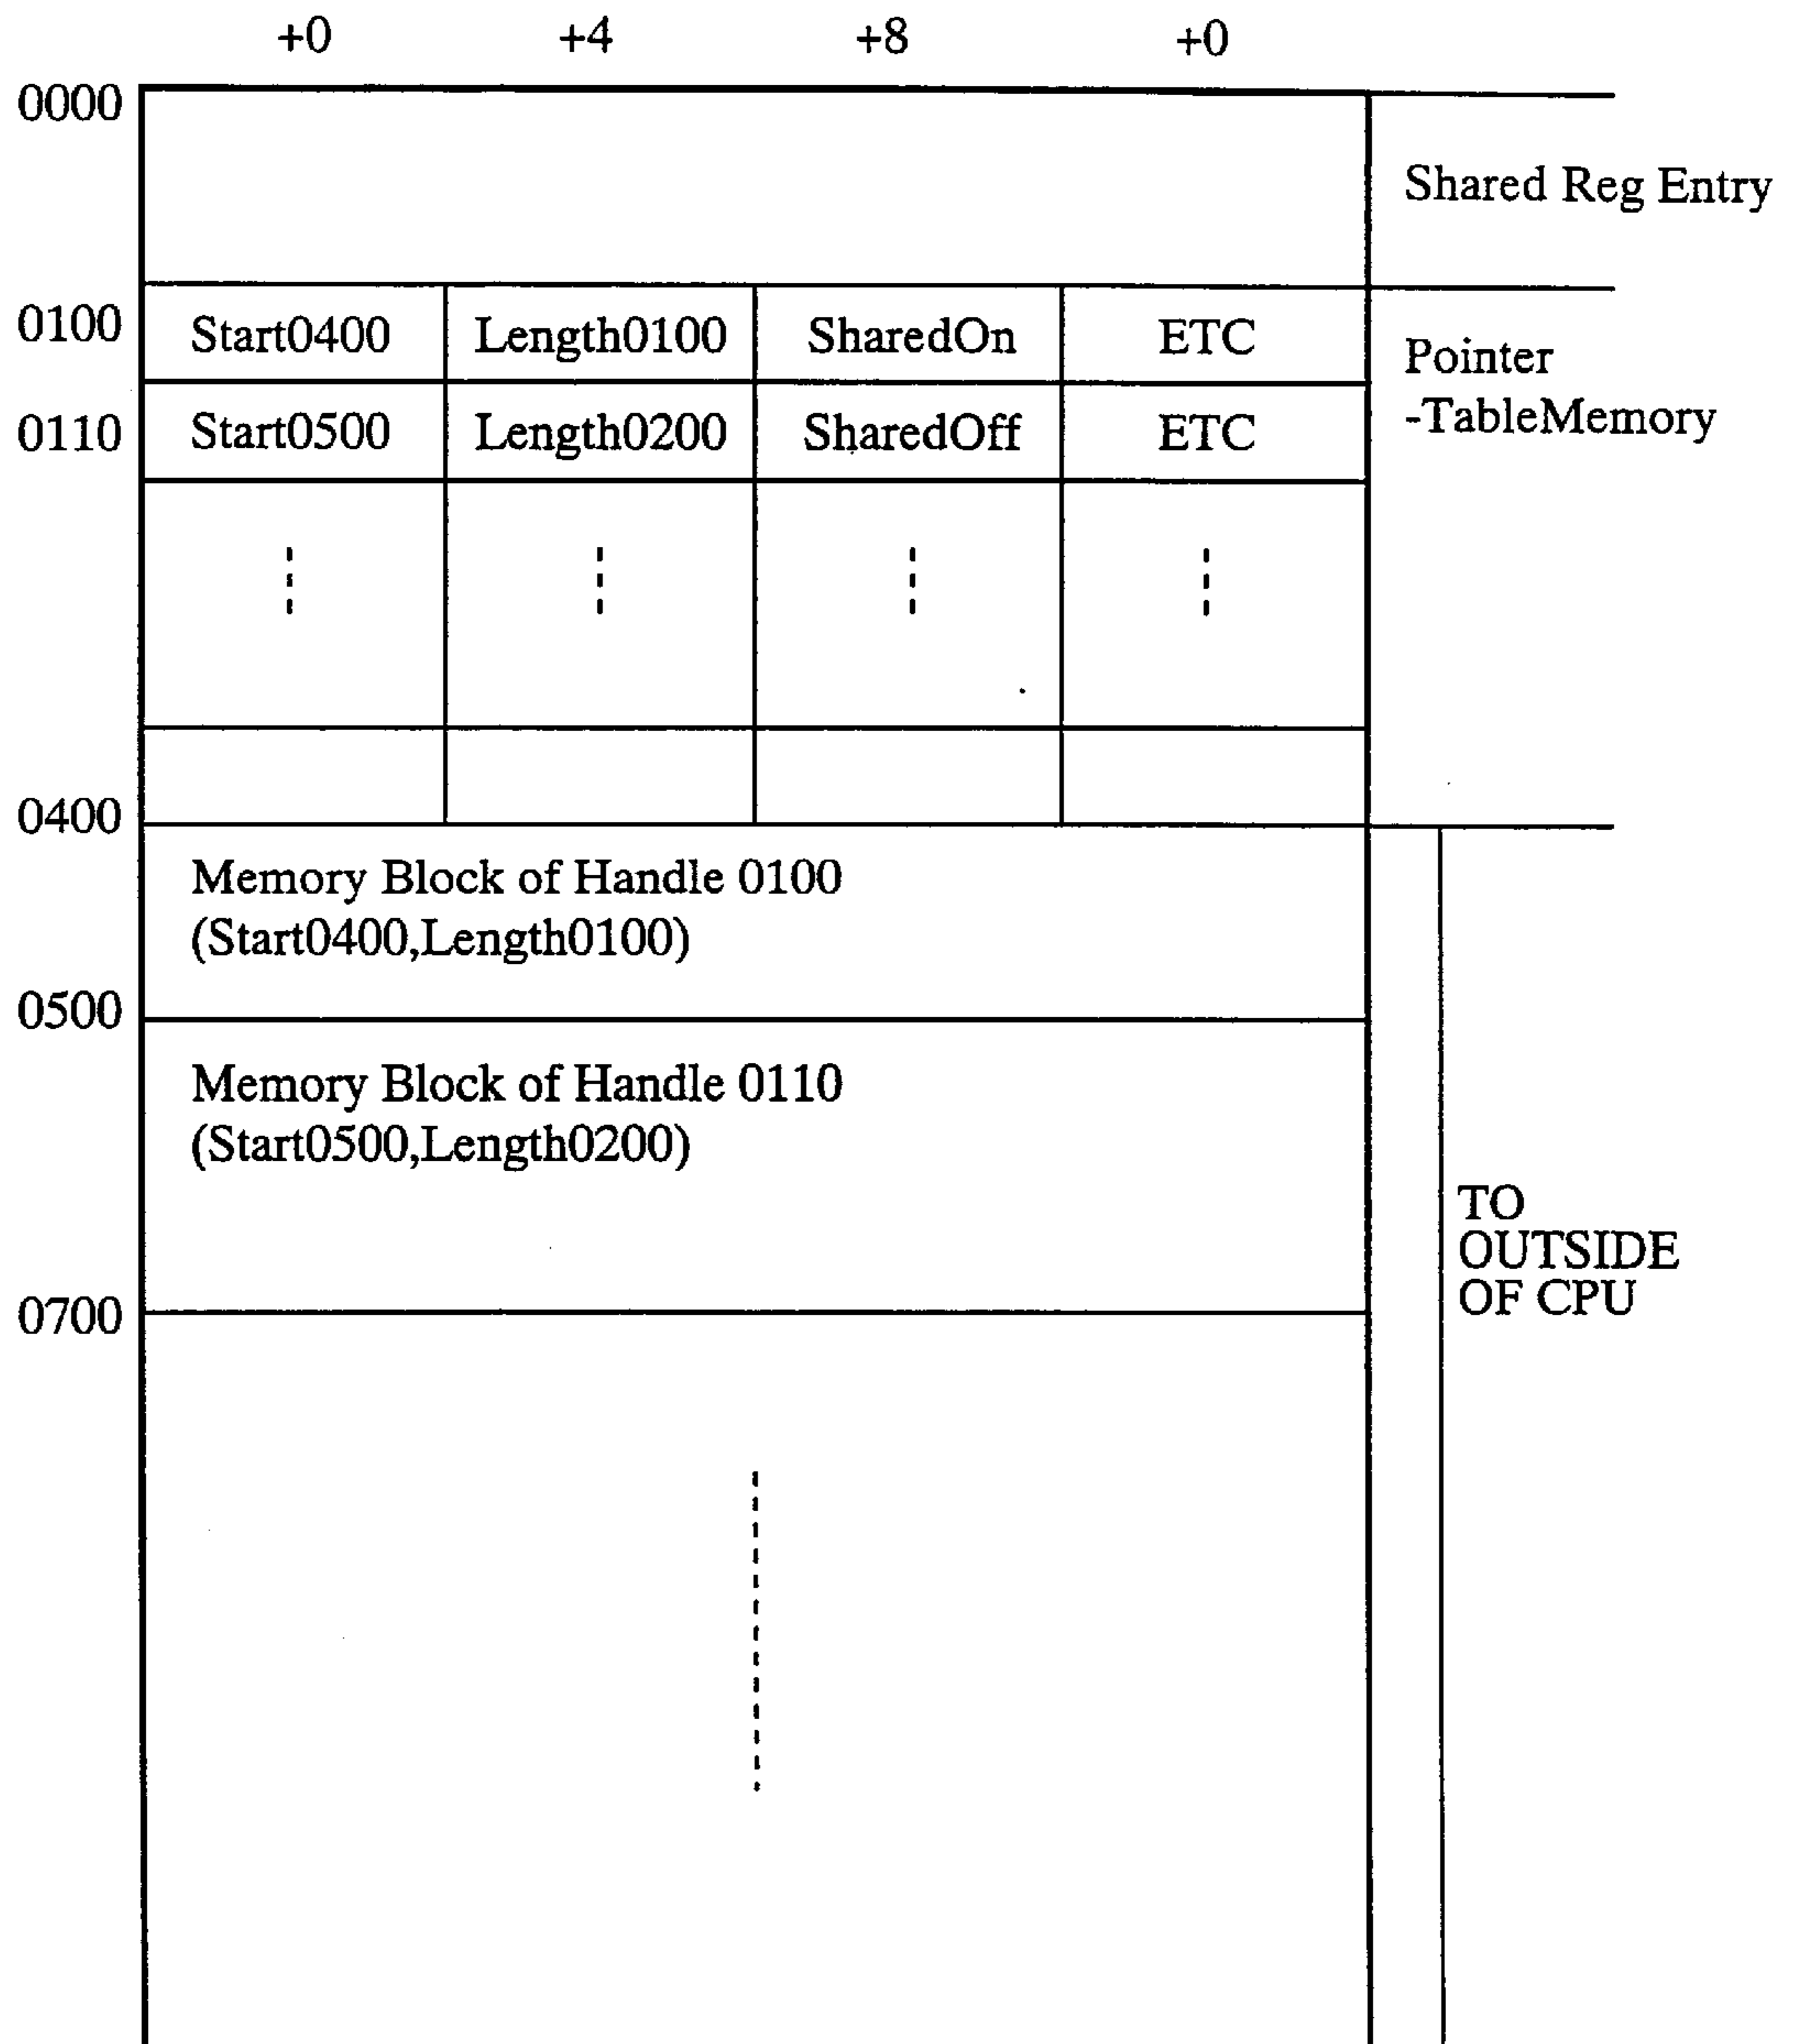 +0 +4 +8 +0
0000
Shared Reg Entry
0100 Start0400 Length0100 SharedOn ETC
Pointer
-TableMemory
0110 Start0500 Length0200 SharedOff ETC
0400
Memory Block of Handle 0100
(Start0400,Length0100)
0500
Memory Block of Handle 0110
(Start0500,Length0200)
TO
OUTSIDE
OF CPU
0700